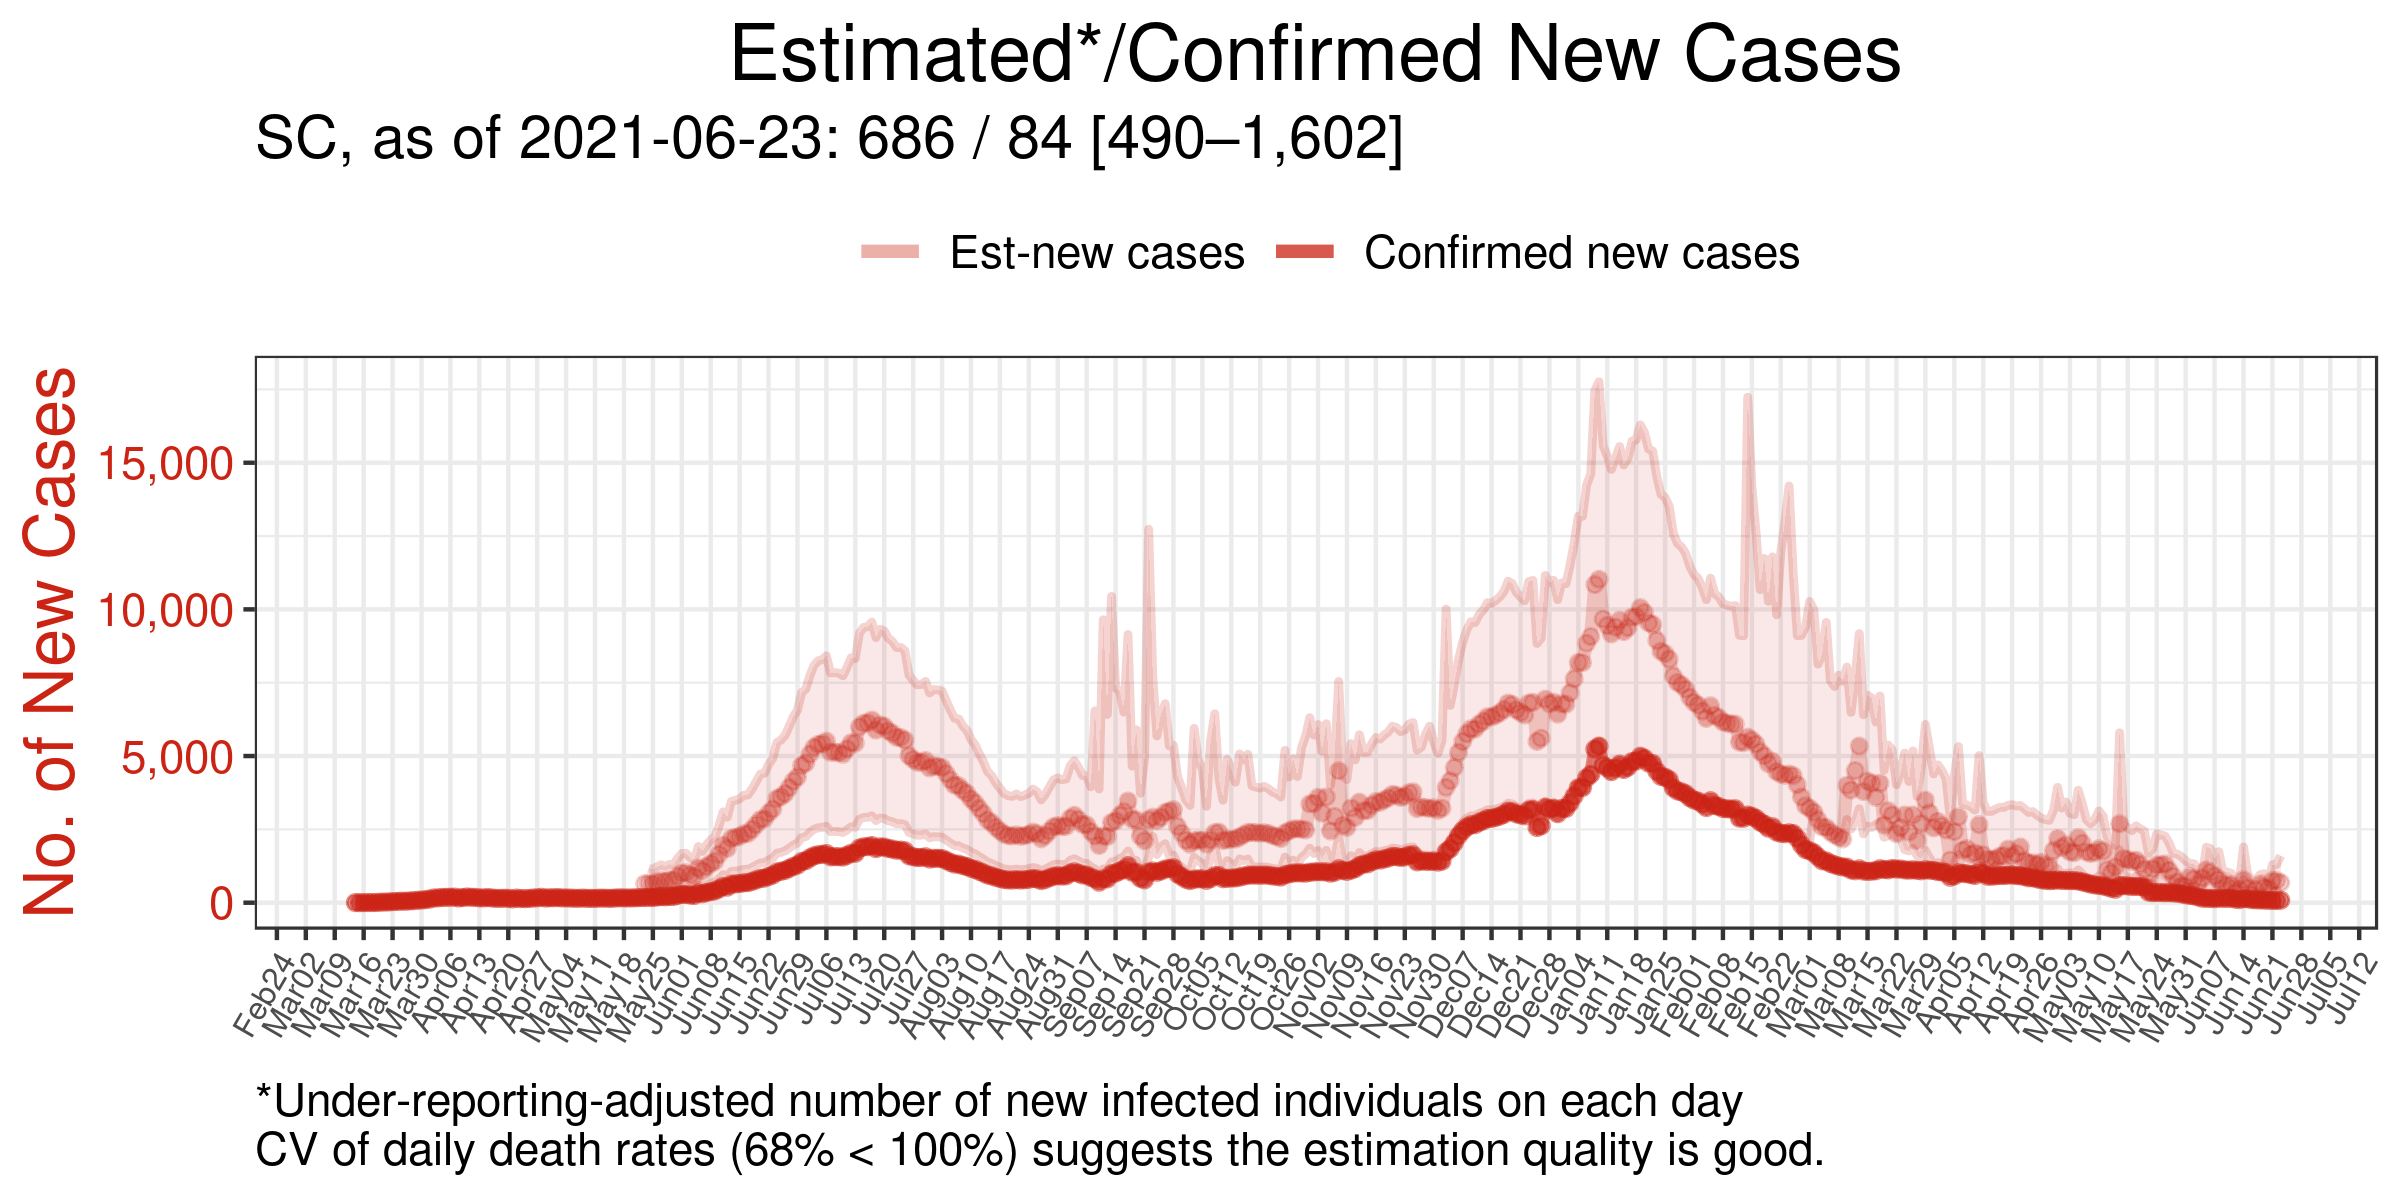 Estimated*/Confirmed New Cases
SC, as of 2021-06-23: 686 / 84 [490–1,602]
Est-new cases
Confirmed new cases
No. of New Cases
15,000
10,000
5,000
0
Feb24
Mar02
Mar09
Mar16
Mar23
Mar30
Apr06
Apr13
Apr20
Apr27
May04
May11
May18
May25
Jun01
Jun08
Jun15
Jun22
Jun29
Jul06
Jul13
Jul20
Jul27
Aug03
Aug10
Aug17
Aug24
Aug31
Sep07
Sep14
Sep21
Sep28
Oct05
Oct12
Oct19
Oct26
Nov02
Nov09
Nov16
Nov23
Nov30
Dec07
Dec14
Dec21
Dec28
Jan04
Jan11
Jan18
Jan25
Feb01
Feb08
Feb15
Feb22
Mar01
Mar08
Mar15
Mar22
Mar29
Apr05
Apr12
Apr19
Apr26
May03
May10
May17
May24
May31
Jun07
Jun14
Jun21
Jun28
Jul05
Jul12
*Under-reporting-adjusted number of new infected individuals on each day
CV of daily death rates (68% < 100%) suggests the estimation quality is good.